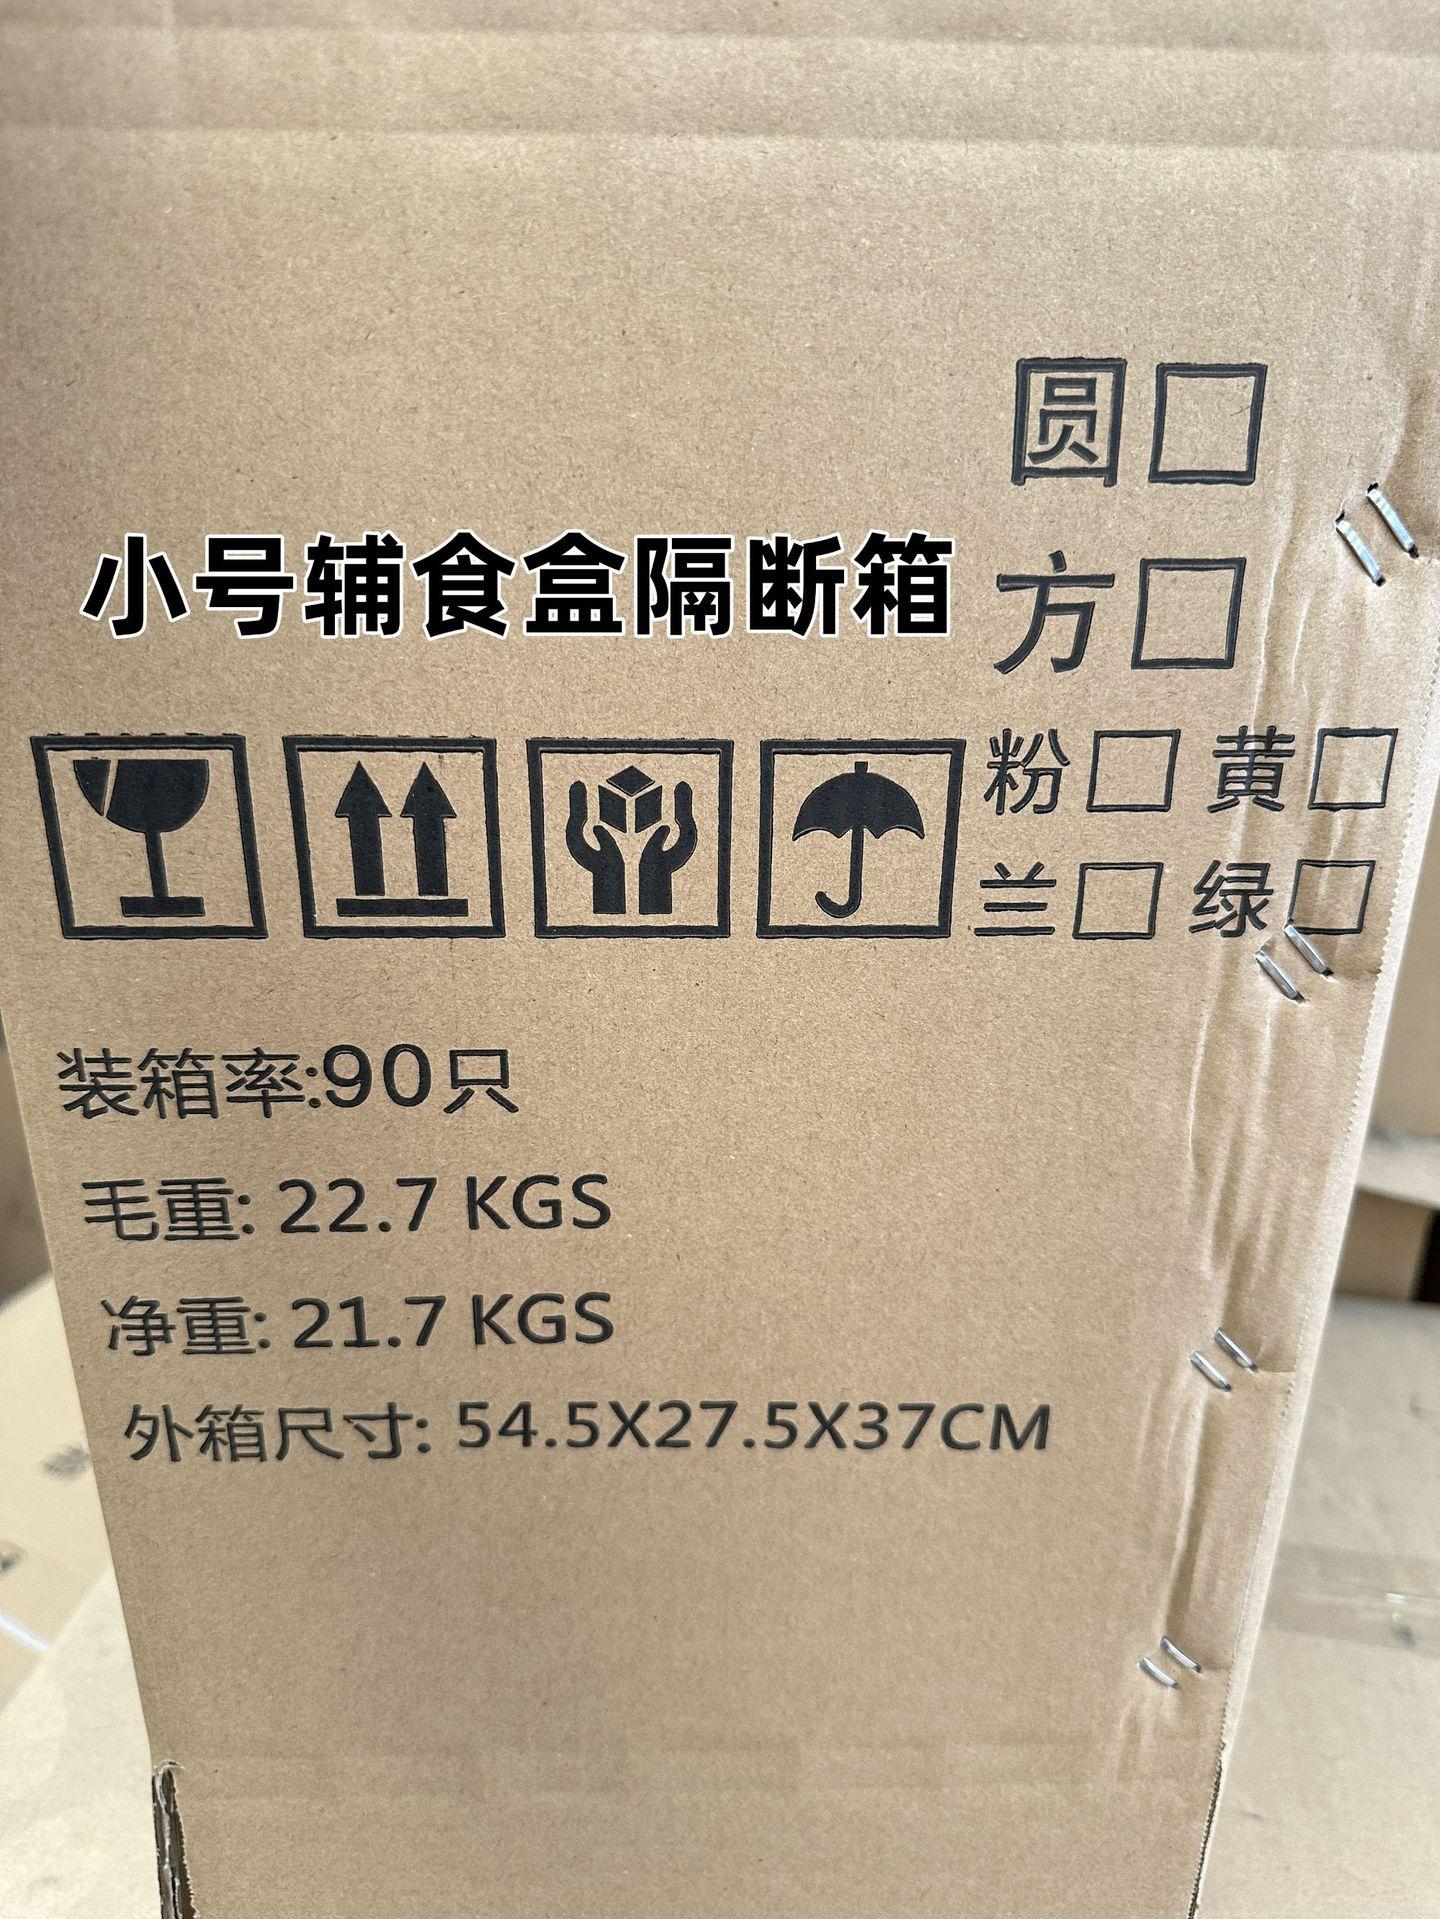 圆□
小号辅食盒隔断箱
方□
粉□ 黄□
兰□ 绿□
装箱率:90只
毛重: 22.7 KGS
净重: 21.7 KGS
外箱尺寸: 54.5X27.5X37CM